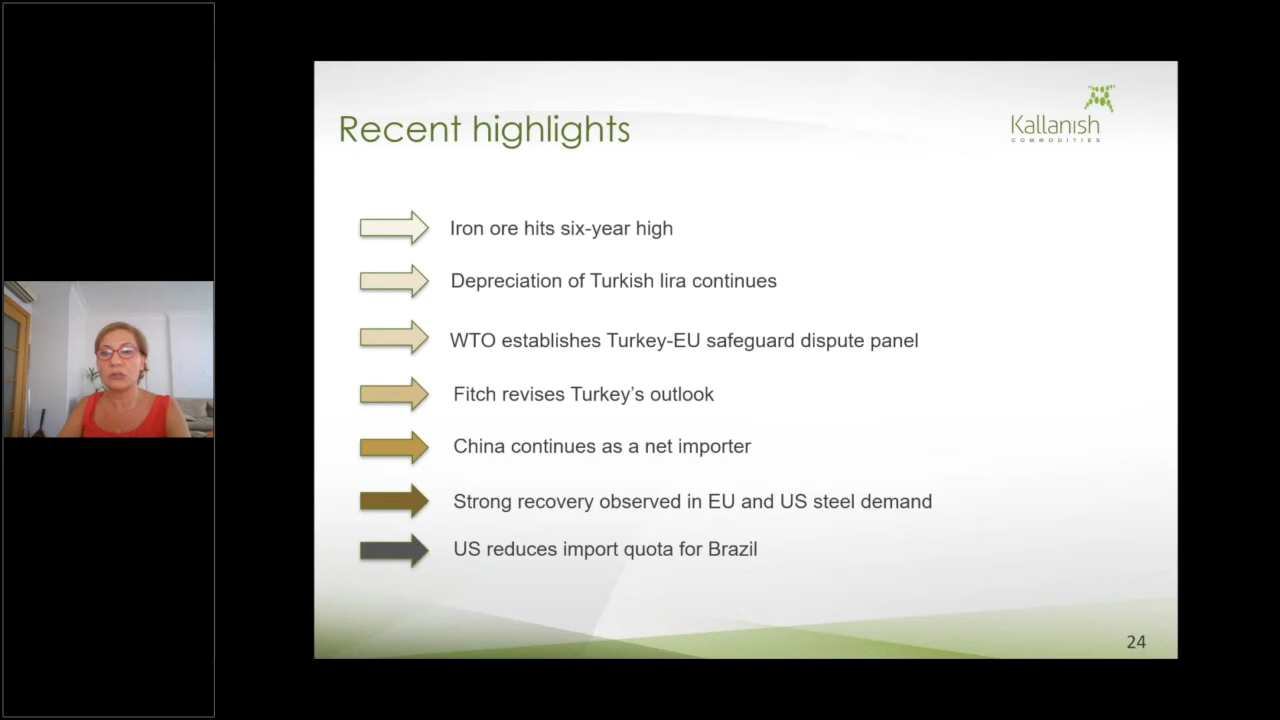 Recent highlights
Kallanish
COMMODITIES
Iron ore hits six-year high
Depreciation of Turkish lira continues
WTO establishes Turkey-EU safeguard dispute panel
Fitch revises Turkey’s outlook
China continues as a net importer
Strong recovery observed in EU and US steel demand
US reduces import quota for Brazil
24